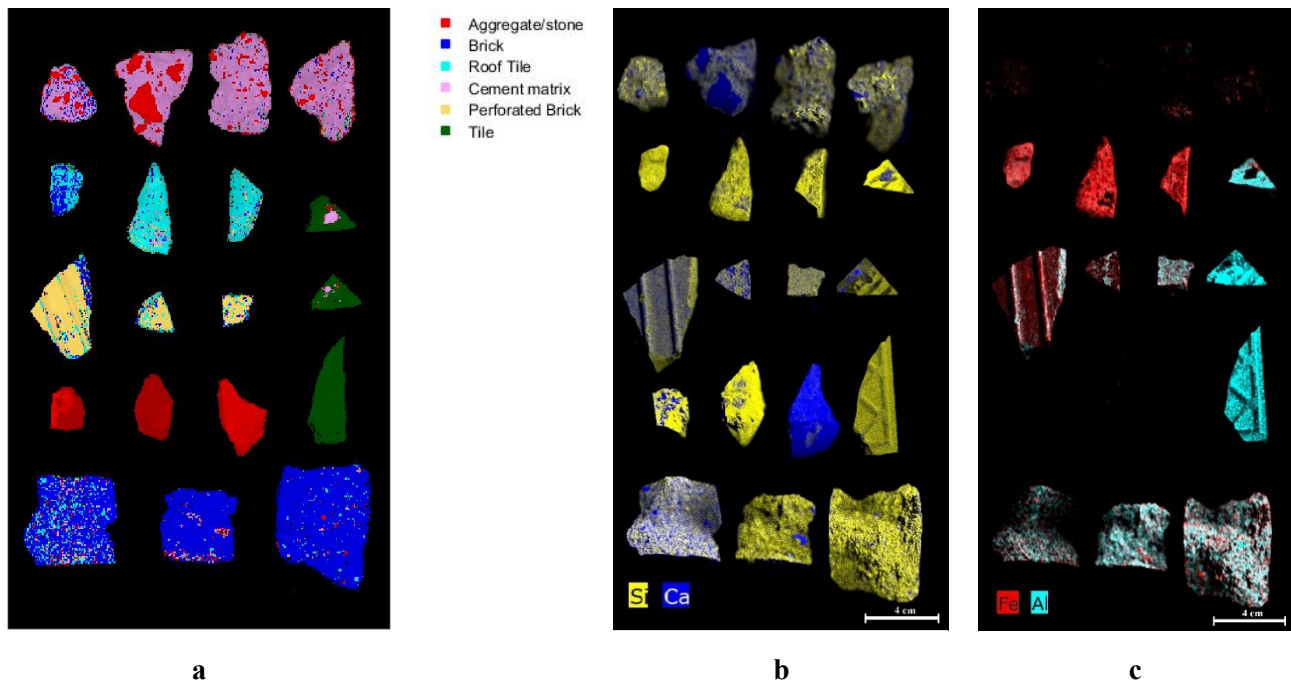 Aggregate/stone
Brick
Roof Tile
Cement matrix
Perforated Brick
Tile
Si Ca
4 cm
Fe Al
4 cm
a b c